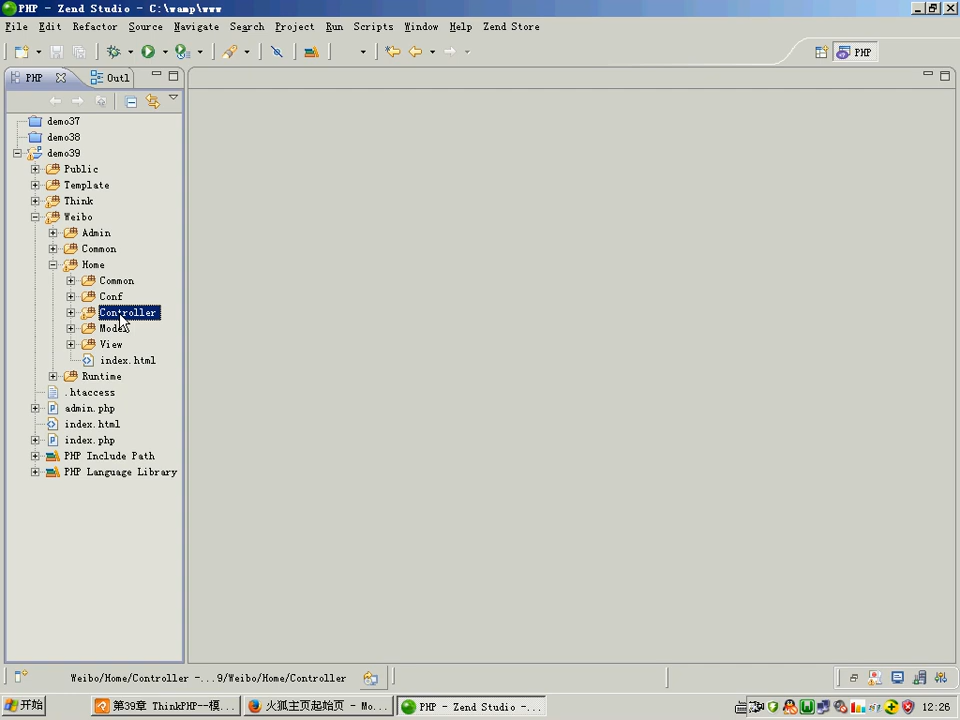 PHP - Zend Studio - C:\wamp\www
File Edit Refactor Source Navigate Search Project Run Scripts Window Help Zend Store
PHP
PHP Outl
demo37
demo38
demo39
Public
Template
Think
Weibo
Admin
Common
Home
Common
Conf
Controller
Model
View
index.html
Runtime
.htaccess
admin.php
index.html
index.php
PHP Include Path
PHP Language Library
Weibo/Home/Controller -...9/Weibo/Home/Controller
开始 第39章 ThinkPHP--模... 火狐主页起始页 - Mo... PHP - Zend Studio -... 12:26